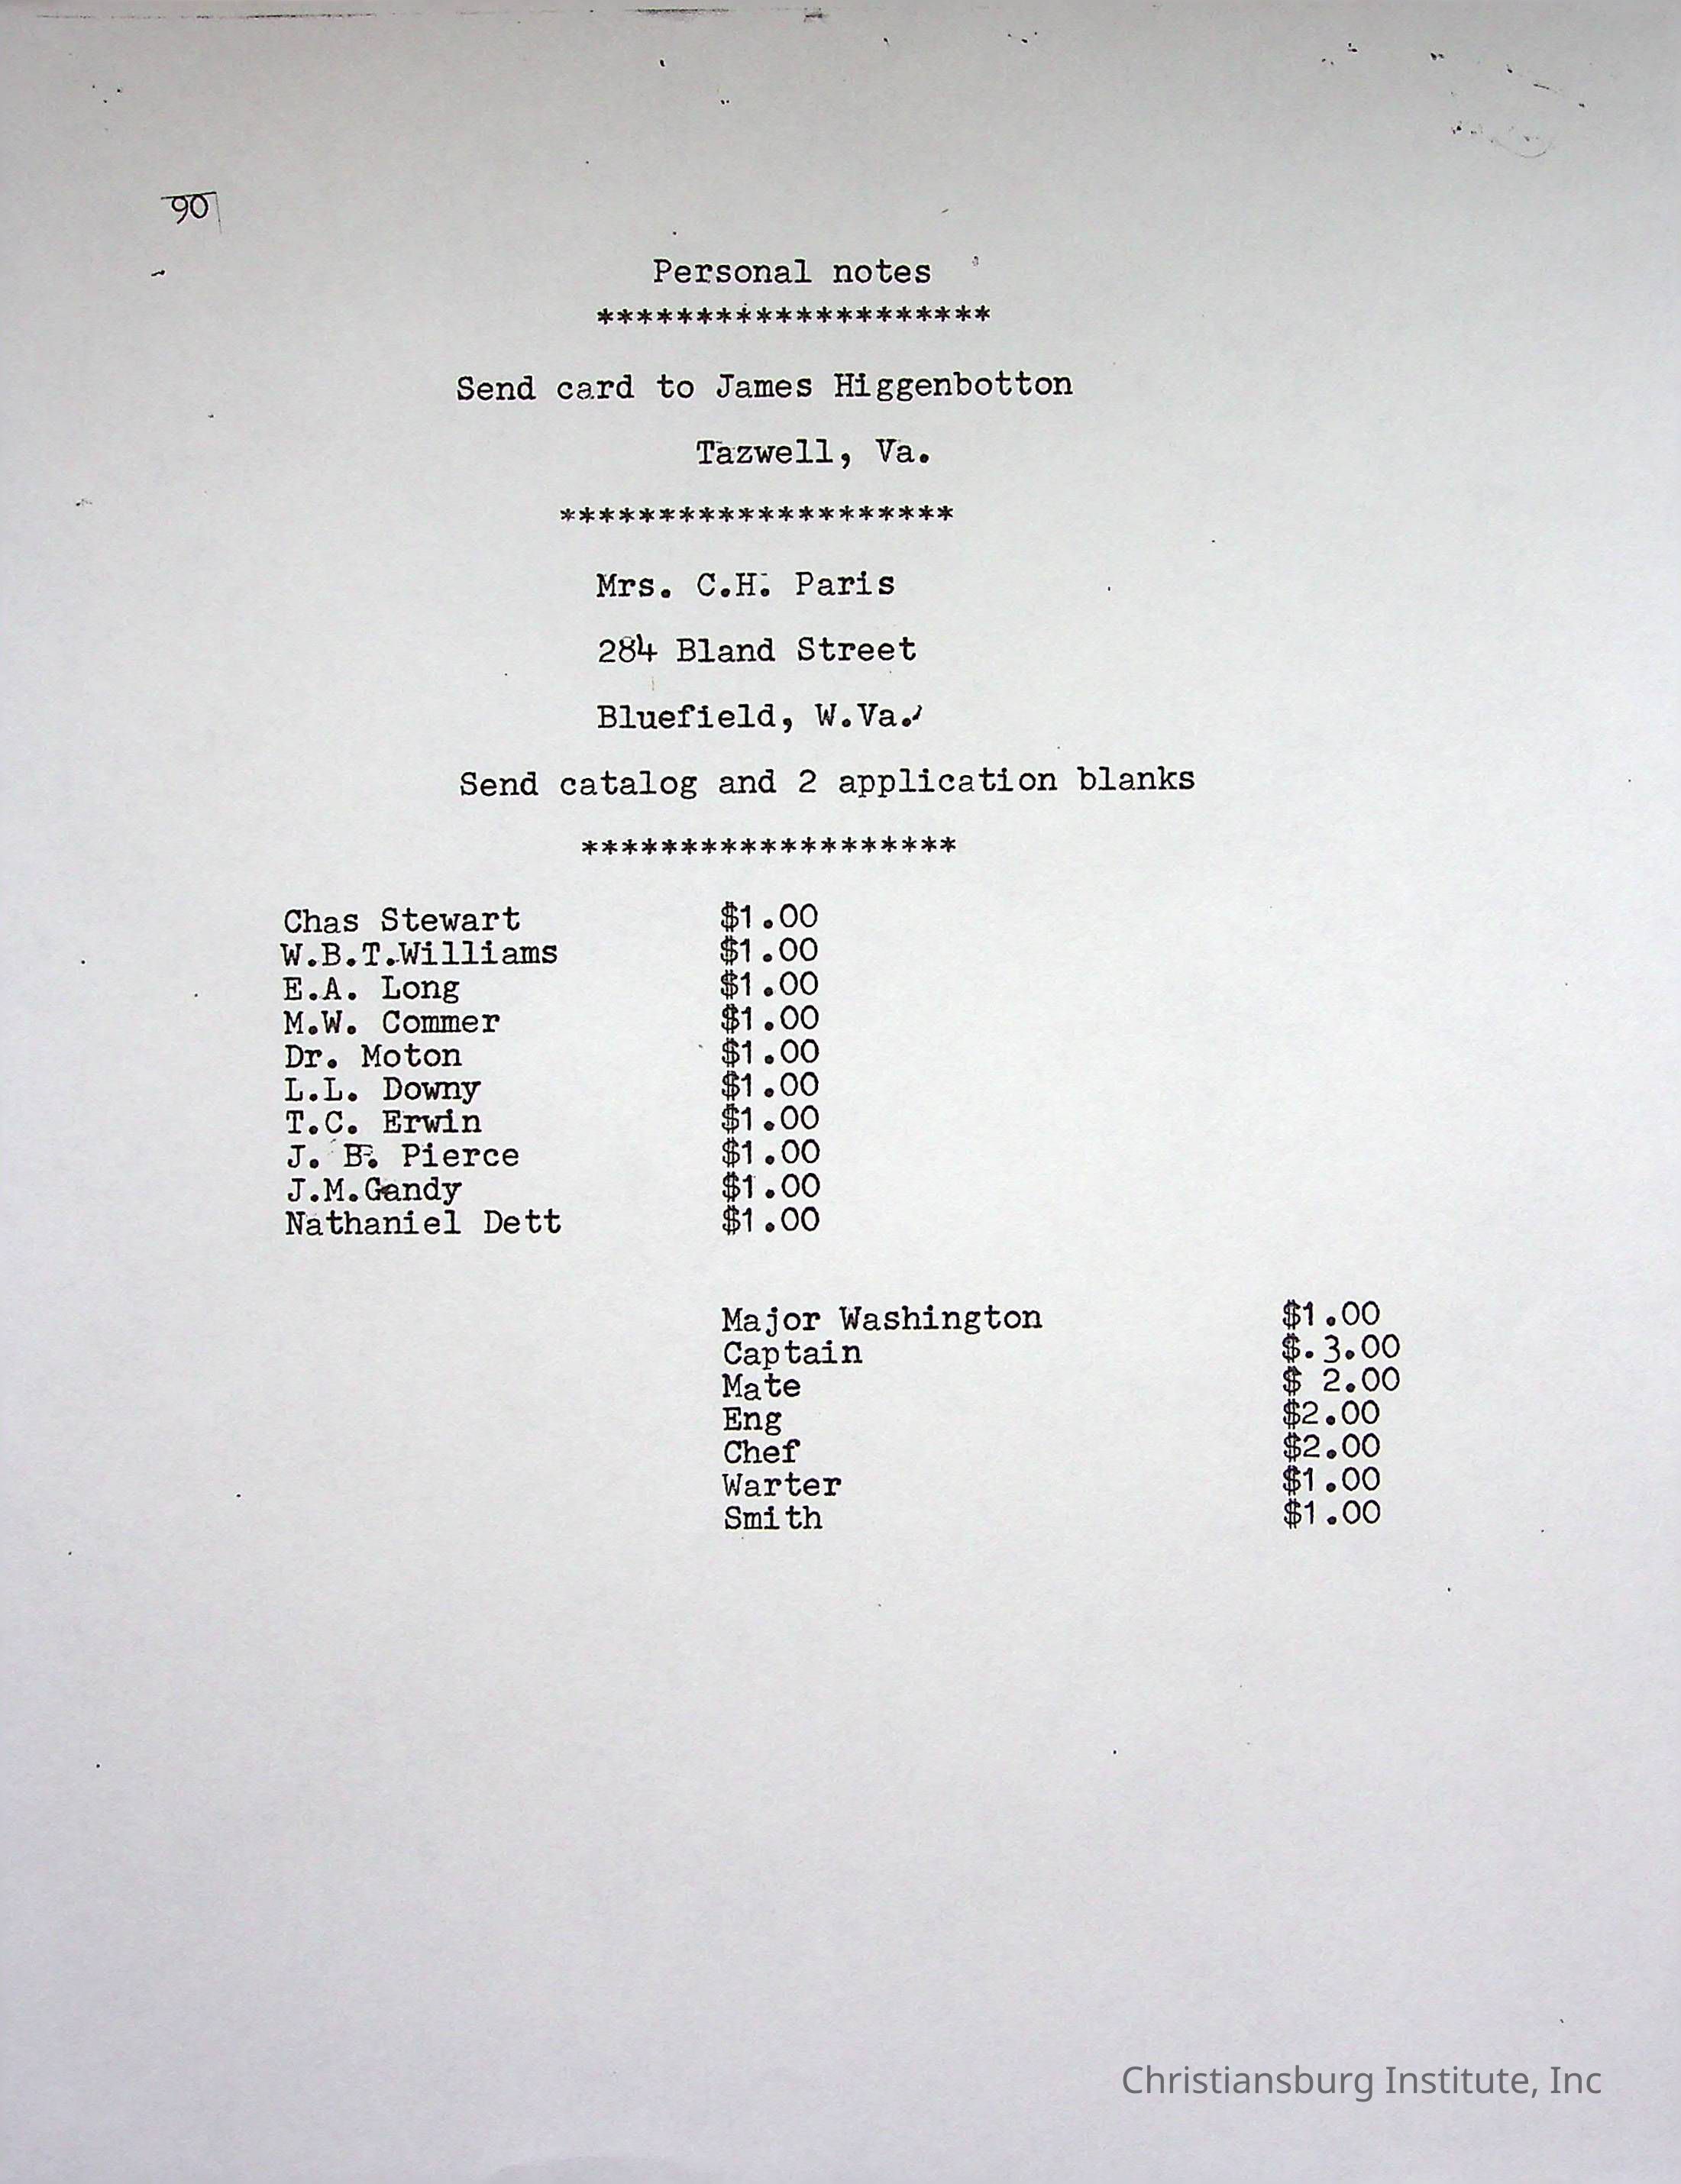 90
Personal notes
********************
Send card to James Higgenbotton
Tazwell, Va.
********************
Mrs. C.H. Paris
284 Bland Street
Bluefield, W.Va.
Send catalog and 2 application blanks
*******************
Chas Stewart $1.00
W.B.T.Williams $1.00
E.A. Long $1.00
M.W. Commer $1.00
Dr. Moton $1.00
L.L. Downy $1.00
T.C. Erwin $1.00
J. B. Pierce $1.00
J.M.Gandy $1.00
Nathaniel Dett $1.00
Major Washington $1.00
Captain $.3.00
Mate $ 2.00
Eng $2.00
Chef $2.00
Warter $1.00
Smith $1.00
Christiansburg Institute, Inc